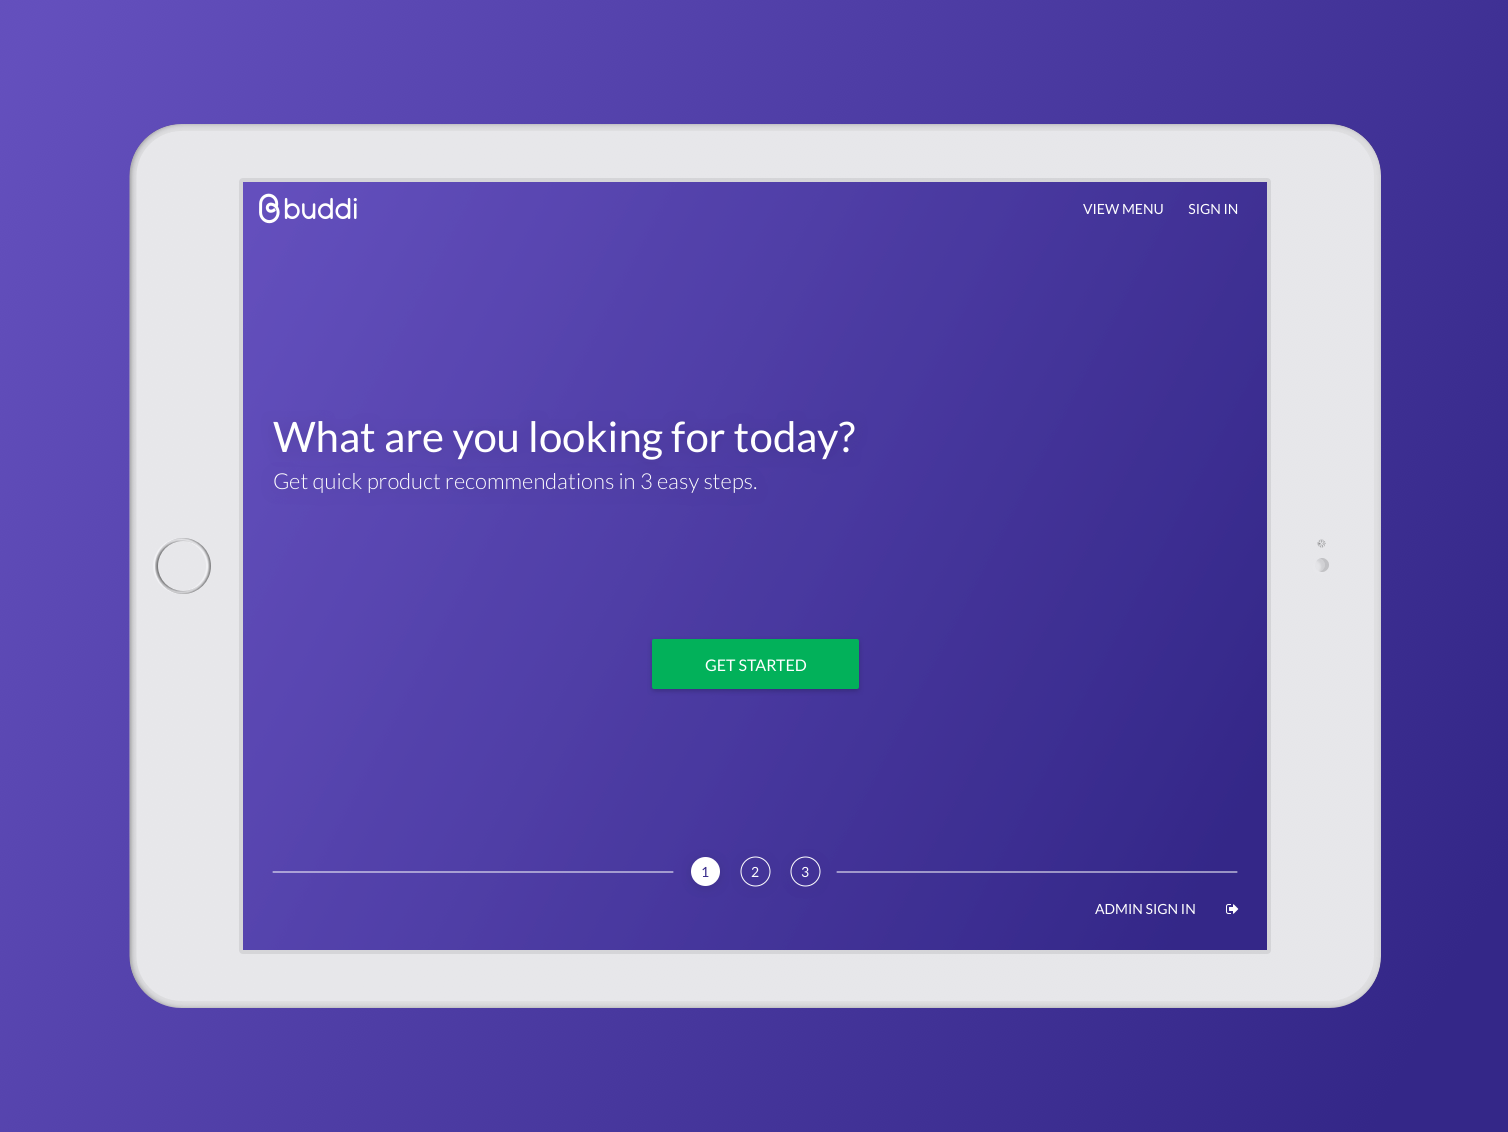 buddi
VIEW MENU
SIGN IN
What are you looking for today?
Get quick product recommendations in 3 easy steps.
GET STARTED
1 2 3
ADMIN SIGN IN